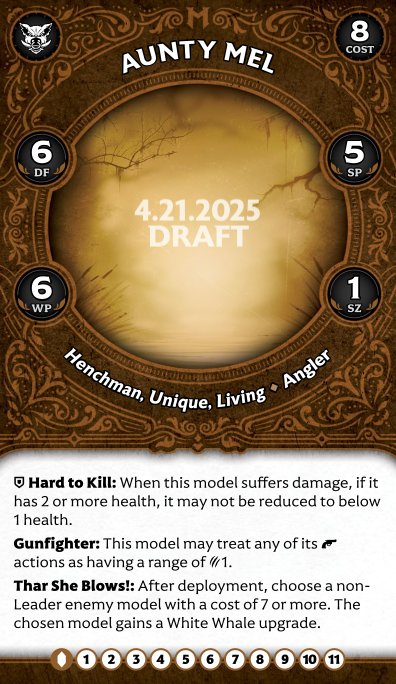 AUNTY MEL
8
COST
6
DF
5
SP
4.21.2025
DRAFT
6
WP
1
SZ
Henchman, Unique, Living ⬥ Angler
Hard to Kill: When this model suffers damage, if it
has 2 or more health, it may not be reduced to below
1 health.
Gunfighter: This model may treat any of its
actions as having a range of 1.
Thar She Blows!: After deployment, choose a non-
Leader enemy model with a cost of 7 or more. The
chosen model gains a White Whale upgrade.
1 2 3 4 5 6 7 8 9 10 11